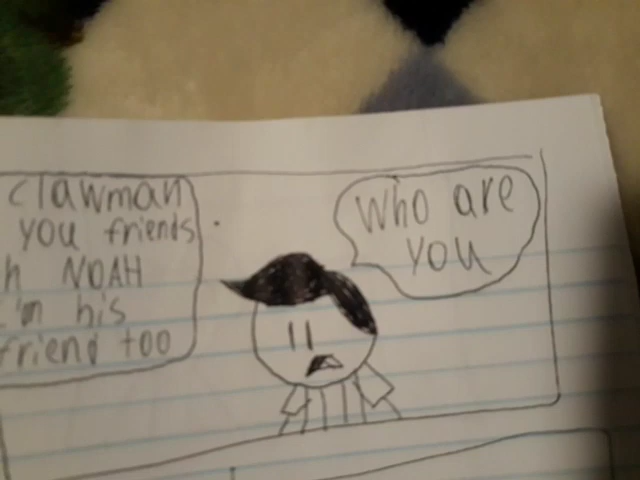 clawman
you friends
h NOAH
I'm his
friend too
Who are
you